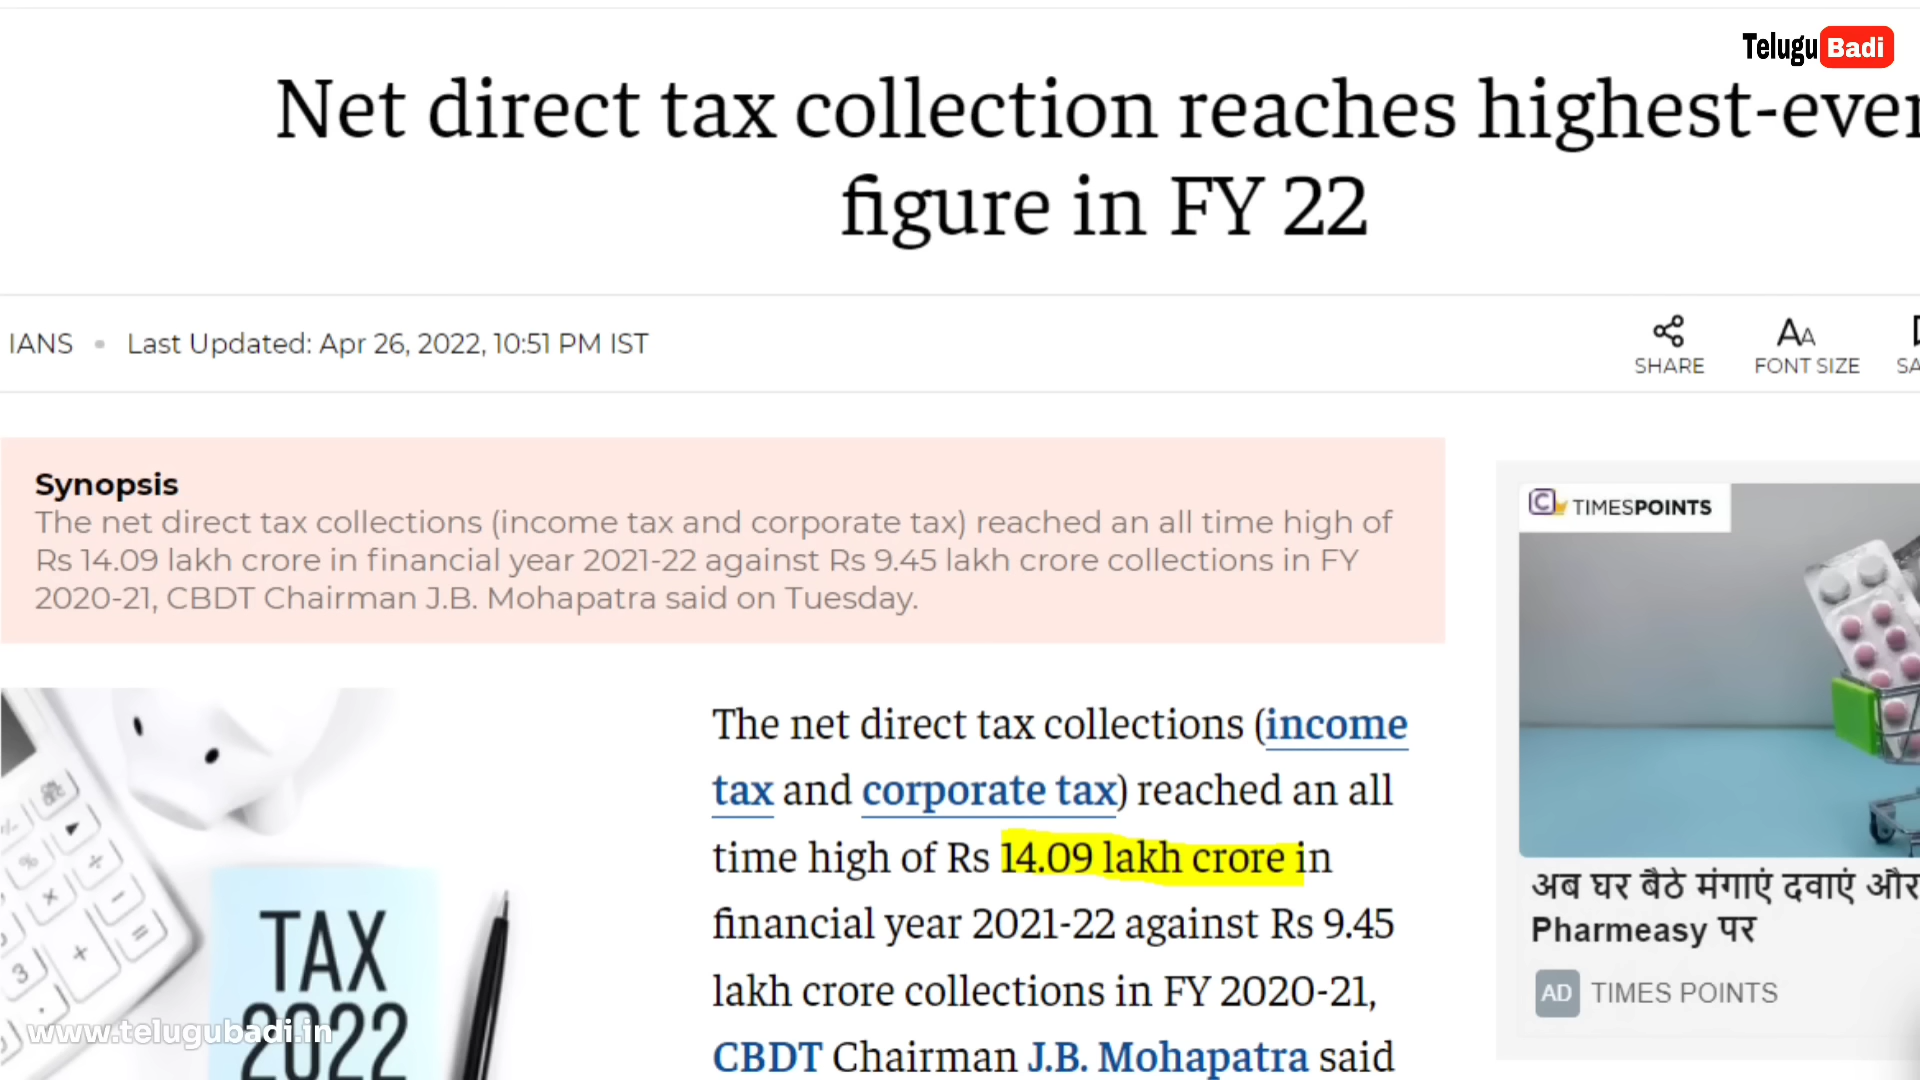 Telugu Badi
Net direct tax collection reaches highest-ever
figure in FY 22
IANS • Last Updated: Apr 26, 2022, 10:51 PM IST
SHARE
FONT SIZE
SA
Synopsis
The net direct tax collections (income tax and corporate tax) reached an all time high of
Rs 14.09 lakh crore in financial year 2021-22 against Rs 9.45 lakh crore collections in FY
2020-21, CBDT Chairman J.B. Mohapatra said on Tuesday.
The net direct tax collections (income
tax and corporate tax) reached an all
time high of Rs 14.09 lakh crore in
financial year 2021-22 against Rs 9.45
lakh crore collections in FY 2020-21,
CBDT Chairman J.B. Mohapatra said
TAX
2022
www.telugubadi.in
TIMESPOINTS
अब घर बैठे मंगाएं दवाएं और
Pharmeasy पर
AD TIMES POINTS